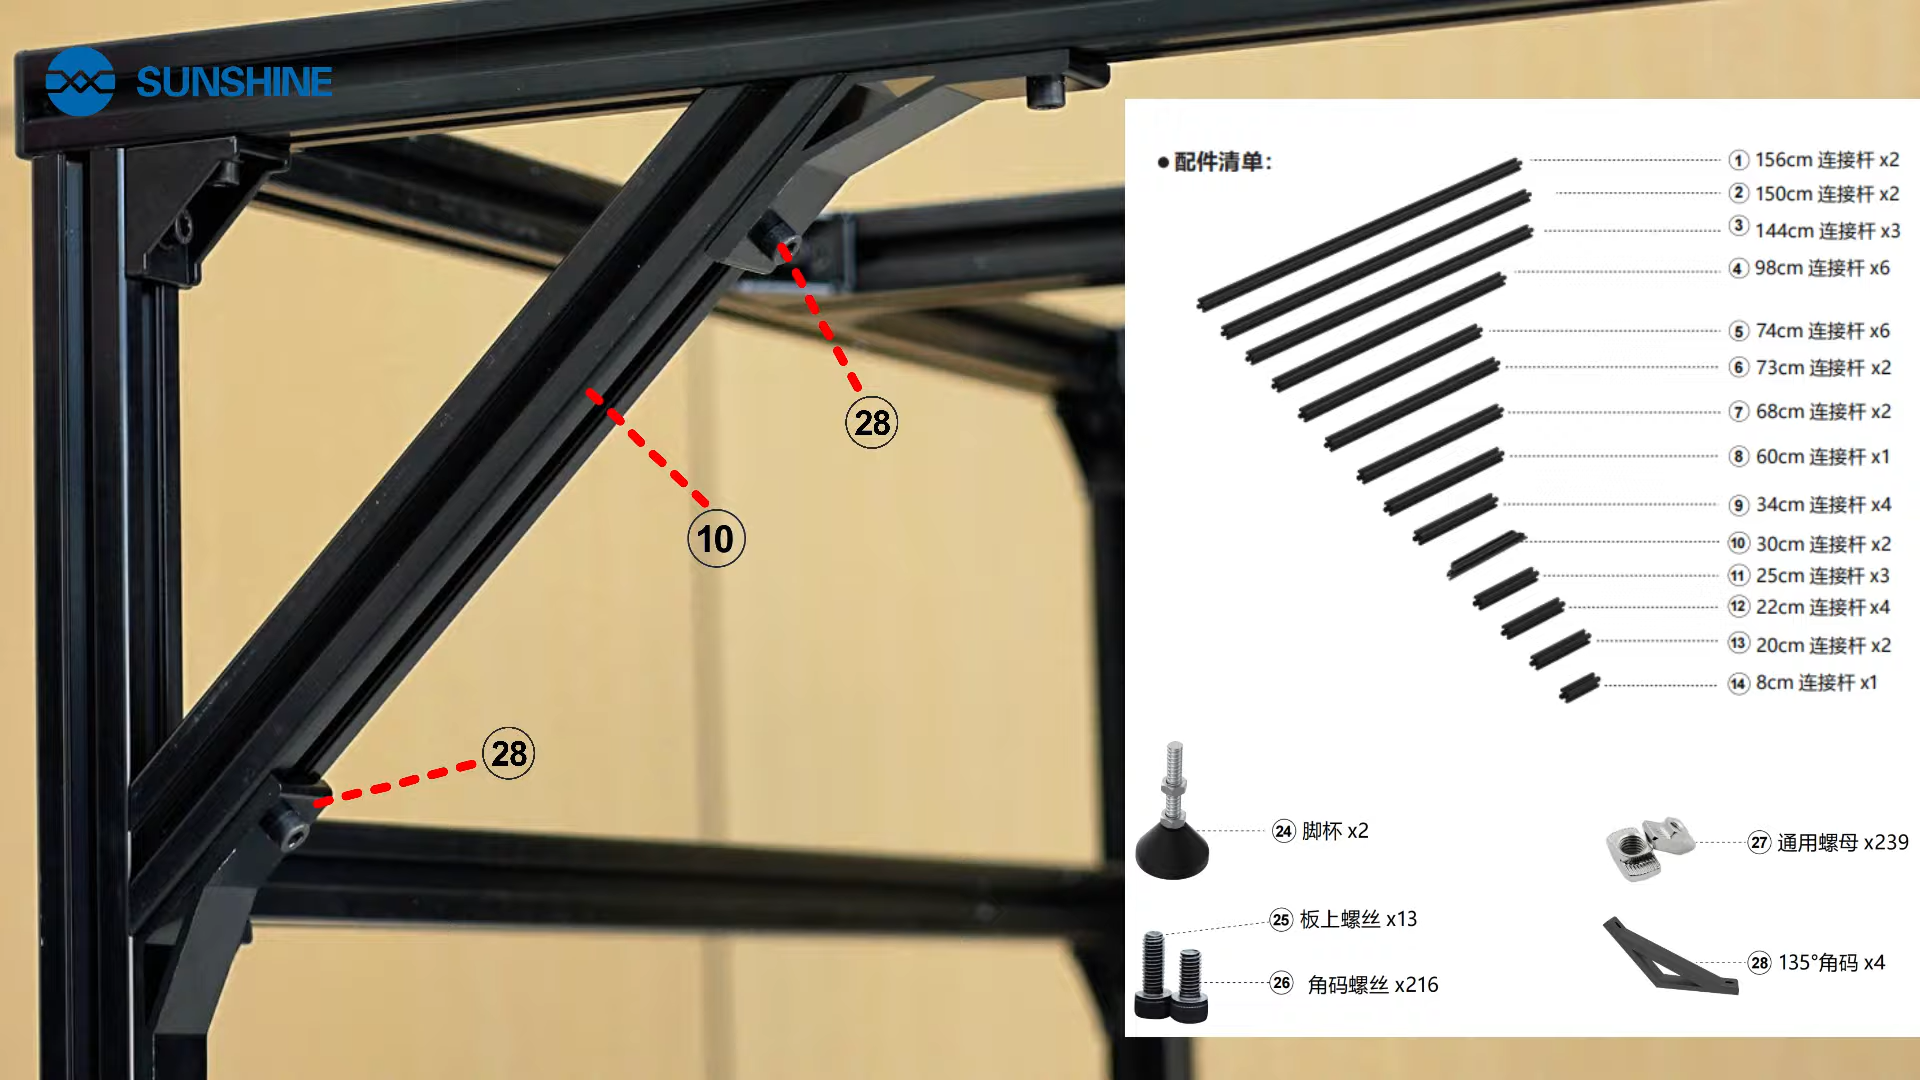 SUNSHINE
● 配件清单：
① 156cm 连接杆 x2
② 150cm 连接杆 x2
③ 144cm 连接杆 x3
④ 98cm 连接杆 x6
⑤ 74cm 连接杆 x6
⑥ 73cm 连接杆 x2
⑦ 68cm 连接杆 x2
⑧ 60cm 连接杆 x1
⑨ 34cm 连接杆 x4
⑩ 30cm 连接杆 x2
⑪ 25cm 连接杆 x3
⑫ 22cm 连接杆 x4
⑬ 20cm 连接杆 x2
⑭ 8cm 连接杆 x1
28
10
28
㉔ 脚杯 x2
㉕ 板上螺丝 x13
㉖ 角码螺丝 x216
㉗ 通用螺母 x239
㉘ 135°角码 x4